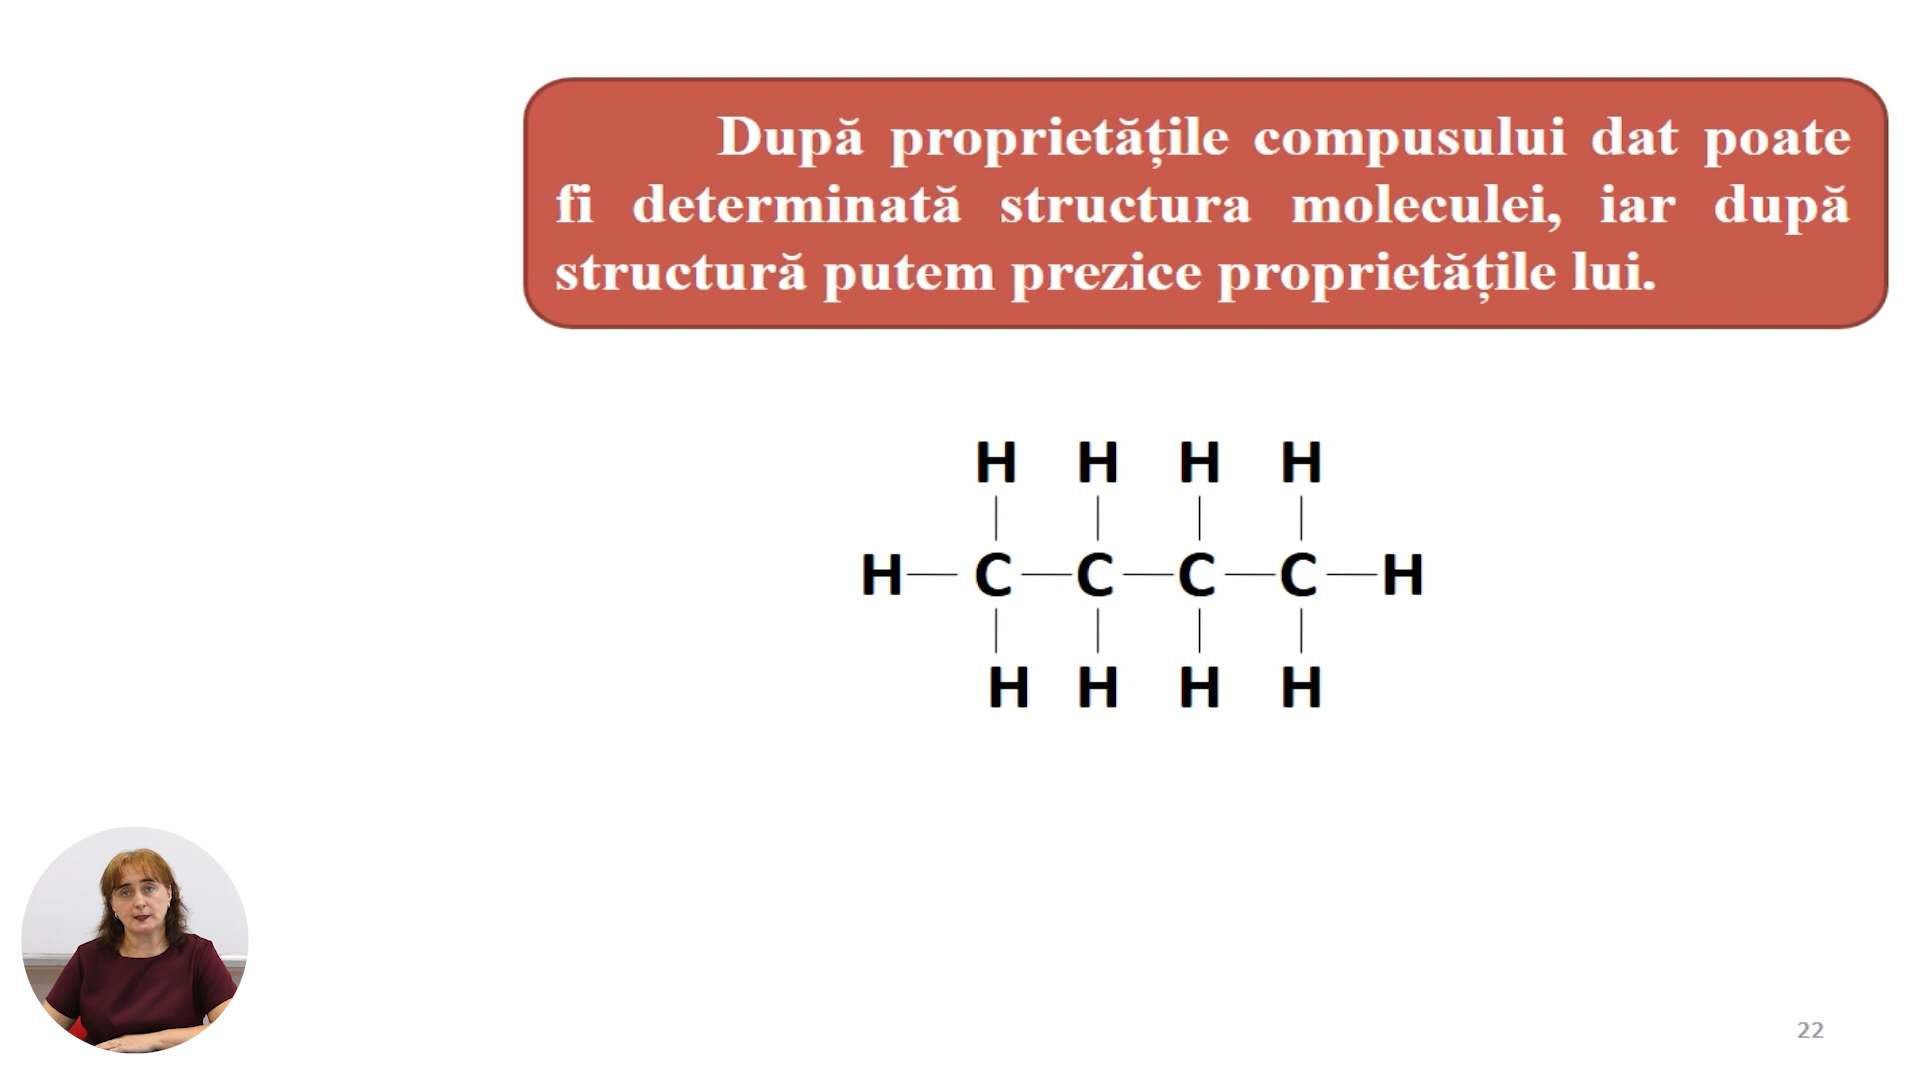 După proprietățile compusului dat poate
fi determinată structura moleculei, iar după
structură putem prezice proprietățile lui.
H H H H
H C C C C H
H H H H
22